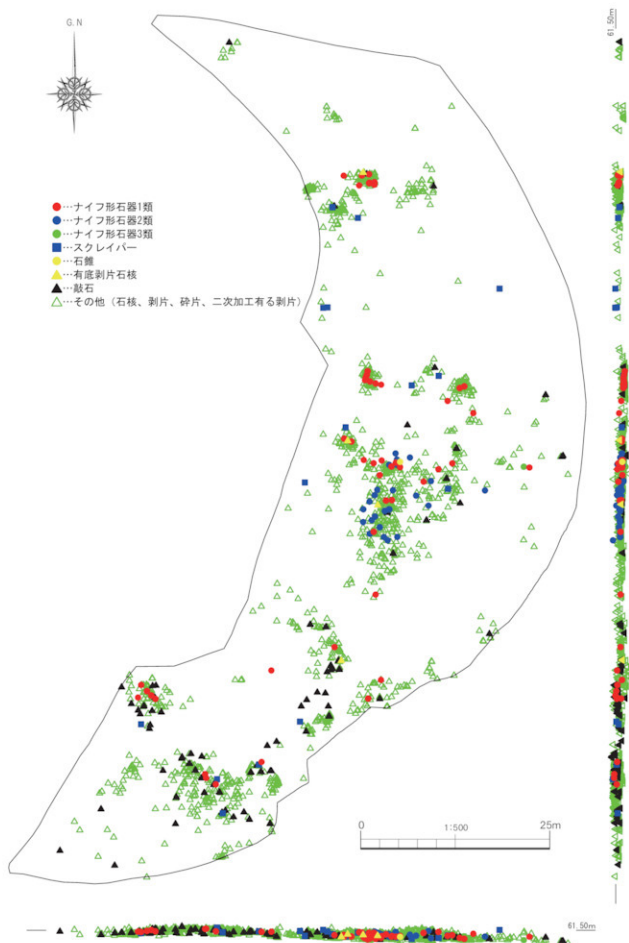 G.N
61.50m
●…ナイフ形石器1類
●…ナイフ形石器2類
●…ナイフ形石器3類
■…スクレイパー
●…石錐
▲…有底剥片石核
▲…敲石
△…その他（石核、剥片、砕片、二次加工有る剥片）
0 1:500 25m
61.50m